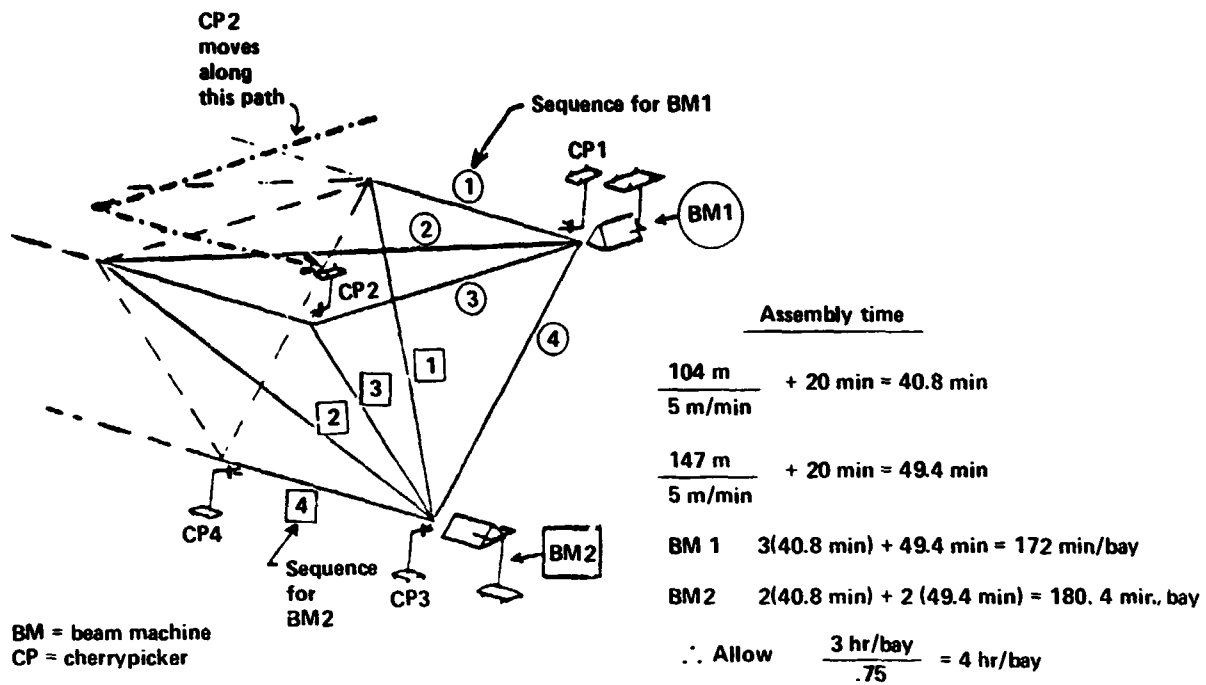 CP2
moves
along
this path
Sequence for BM1
CP1
BM1
1
2
CP2
3
4
1
3
2
4
CP4
Sequence
for
BM2
CP3
BM2
BM = beam machine
CP = cherrypicker
Assembly time
104 m
5 m/min
+ 20 min = 40.8 min
147 m
5 m/min
+ 20 min = 49.4 min
BM 1 3(40.8 min) + 49.4 min = 172 min/bay
BM2 2(40.8 min) + 2 (49.4 min) = 180. 4 mir., bay
∴ Allow
3 hr/bay
.75
= 4 hr/bay